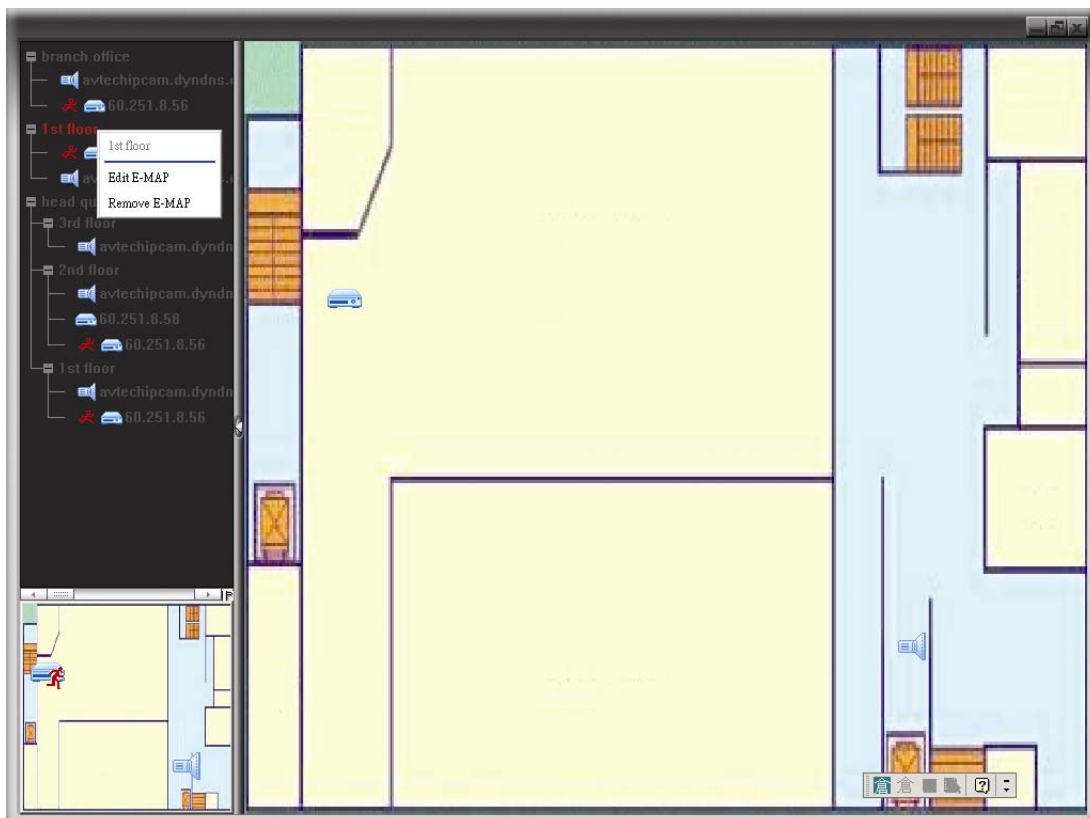 branch office
avtechipcam.dyndns.
60.251.8.56
1st floor
1st floor
Edit E-MAP
Remove E-MAP
head qu
3rd floor
avtechipcam.dyndn
2nd floor
avtechipcam.dyndn
60.251.8.58
60.251.8.56
1st floor
avtechipcam.dyndn
60.251.8.56
倉 倉